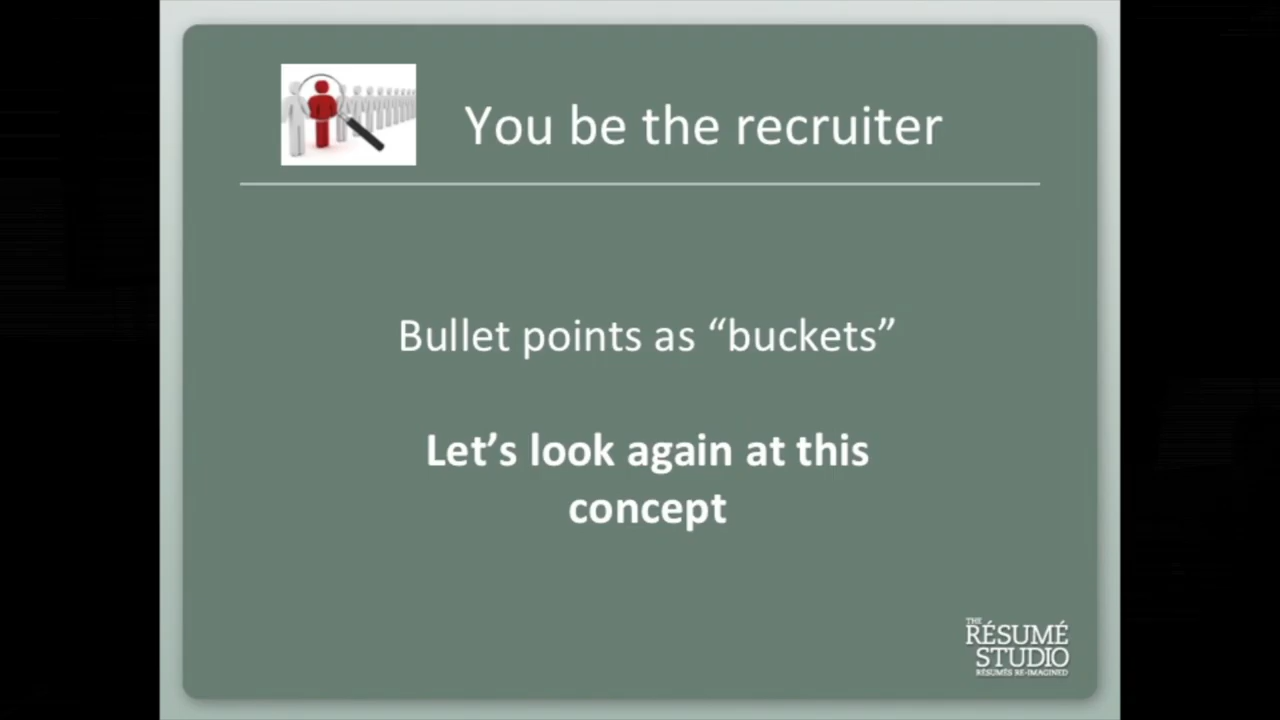 You be the recruiter
Bullet points as “buckets”
Let’s look again at this
concept
THE
RÉSUMÉ
STUDIO
RÉSUMÉS RE-IMAGINED